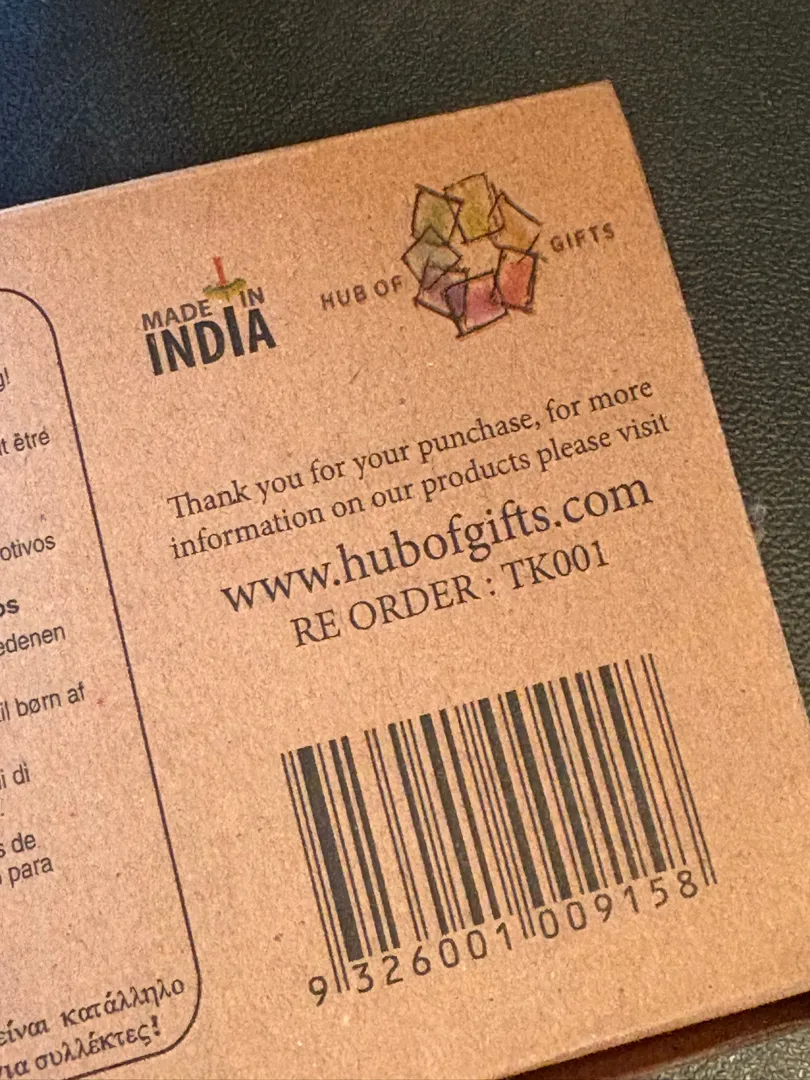 MADE IN
INDIA
HUB OF GIFTS
Thank you for your punchase, for more
information on our products please visit
www.hubofgifts.com
RE ORDER : TK001
9 326001 009158
g!
t êtré
otivos
os
edenen
il børn af
i di
s de
para
είναι κατάλληλο
για συλλέκτες!